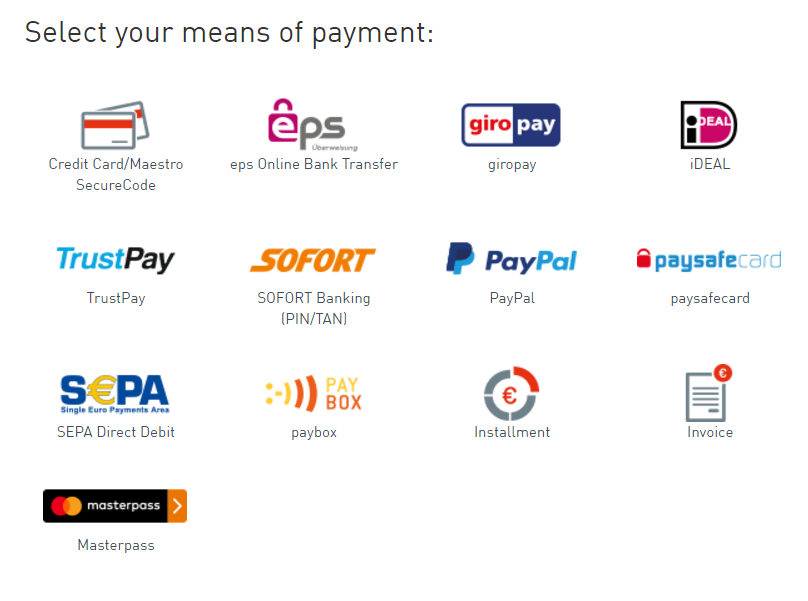 Select your means of payment:
eps
Überweisung
giro pay
iDEAL
Credit Card/Maestro
SecureCode
eps Online Bank Transfer
giropay
iDEAL
TrustPay
SOFORT
PayPal
paysafecard
TrustPay
SOFORT Banking
(PIN/TAN)
PayPal
paysafecard
S€PA
Single Euro Payments Area
:-)))
PAY
BOX
€
€
SEPA Direct Debit
paybox
Installment
Invoice
masterpass
Masterpass